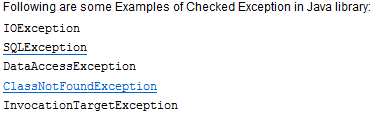 Following are some Examples of Checked Exception in Java library:
IOException
SQLException
DataAccessException
ClassNotFoundException
InvocationTargetException